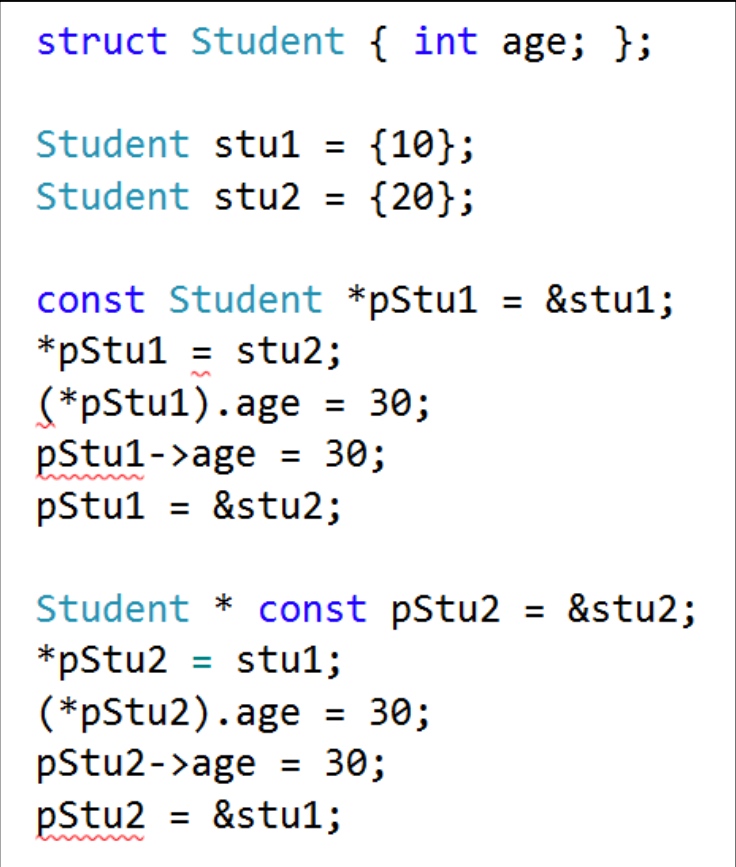 struct Student { int age; };
Student stu1 = {10};
Student stu2 = {20};
const Student *pStu1 = &stu1;
*pStu1 = stu2;
(*pStu1).age = 30;
pStu1->age = 30;
pStu1 = &stu2;
Student * const pStu2 = &stu2;
*pStu2 = stu1;
(*pStu2).age = 30;
pStu2->age = 30;
pStu2 = &stu1;